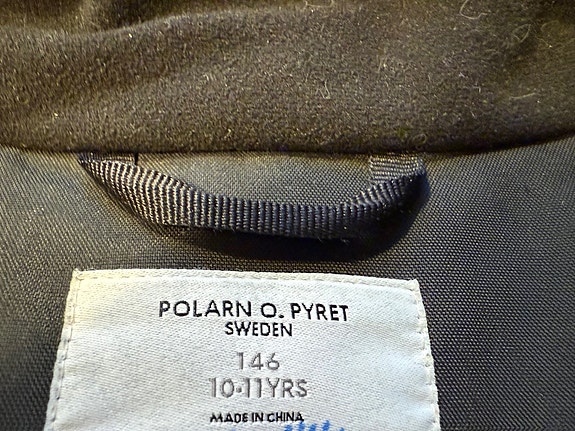 POLARN O. PYRET
SWEDEN
146
10-11YRS
MADE IN CHINA